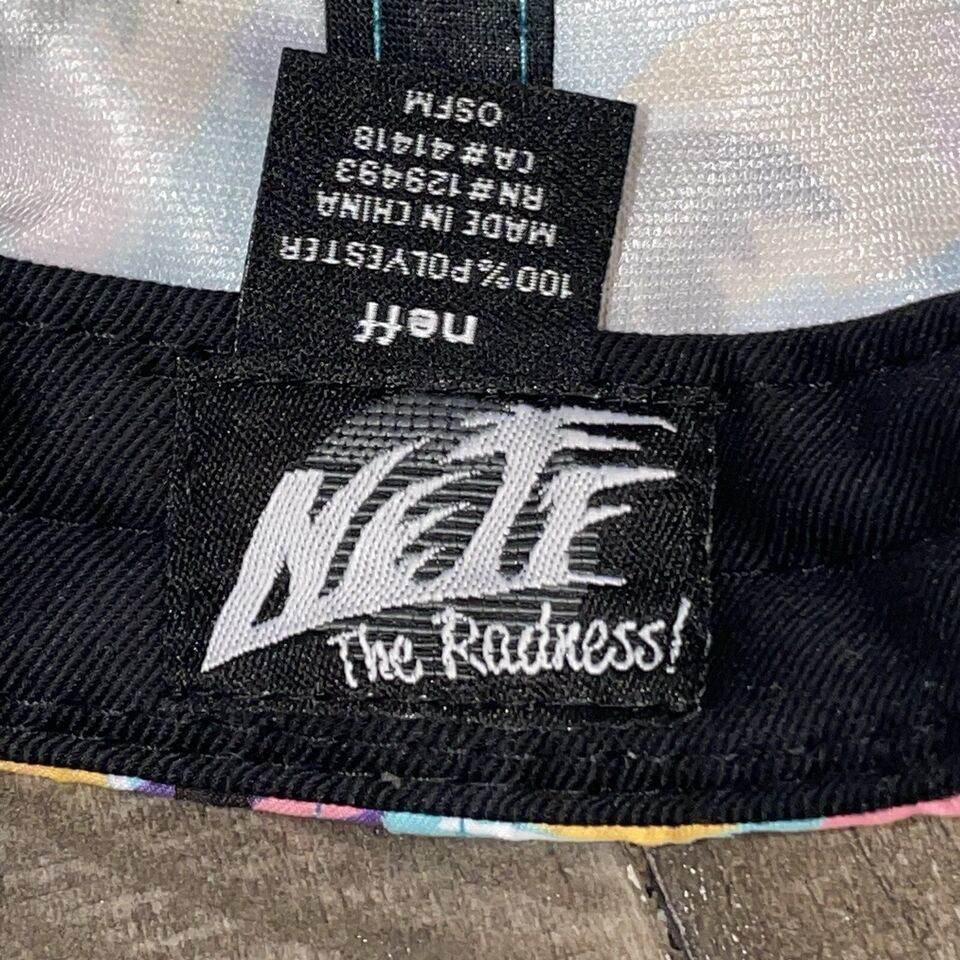 neff
100% POLYESTER
MADE IN CHINA
RN# 129493
CA# 41418
OSFM
NEFF
The Radness!